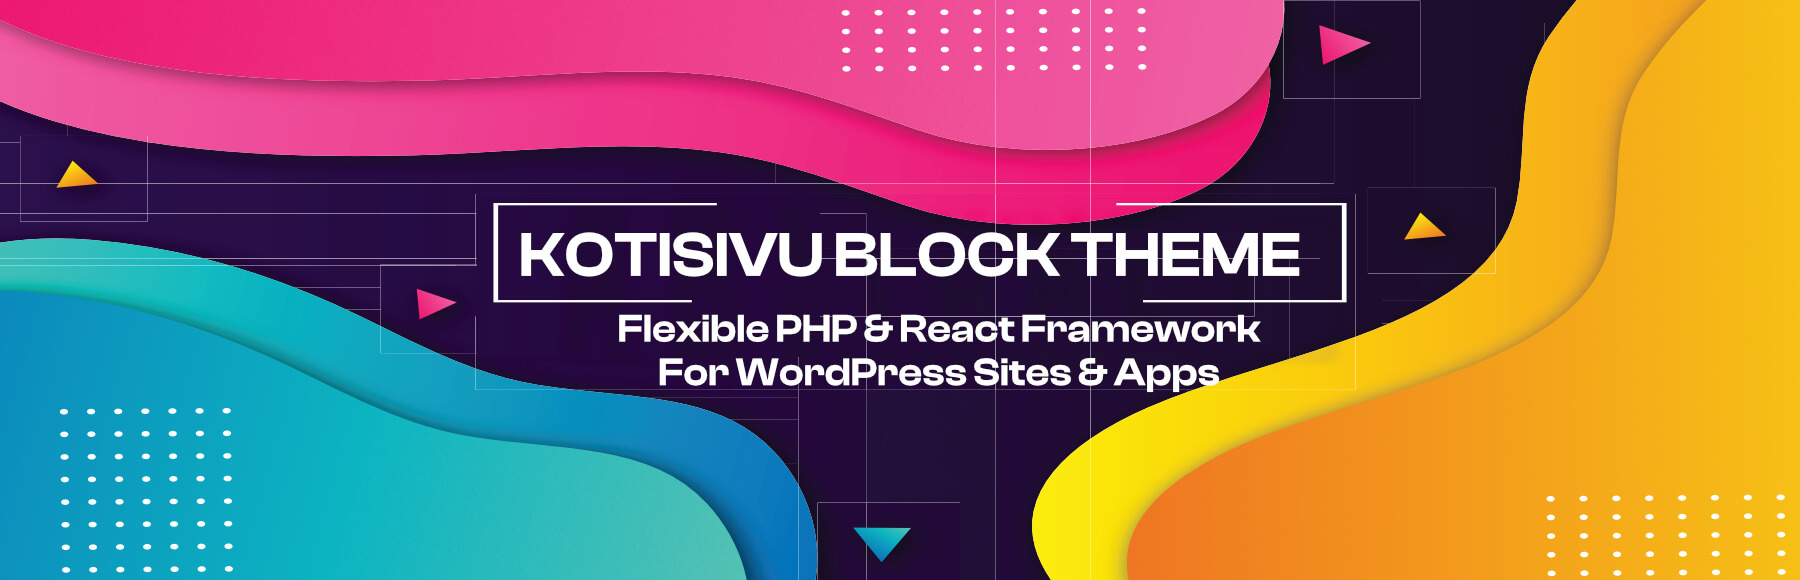 KOTISIVU BLOCK THEME
Flexible PHP & React Framework
For WordPress Sites & Apps